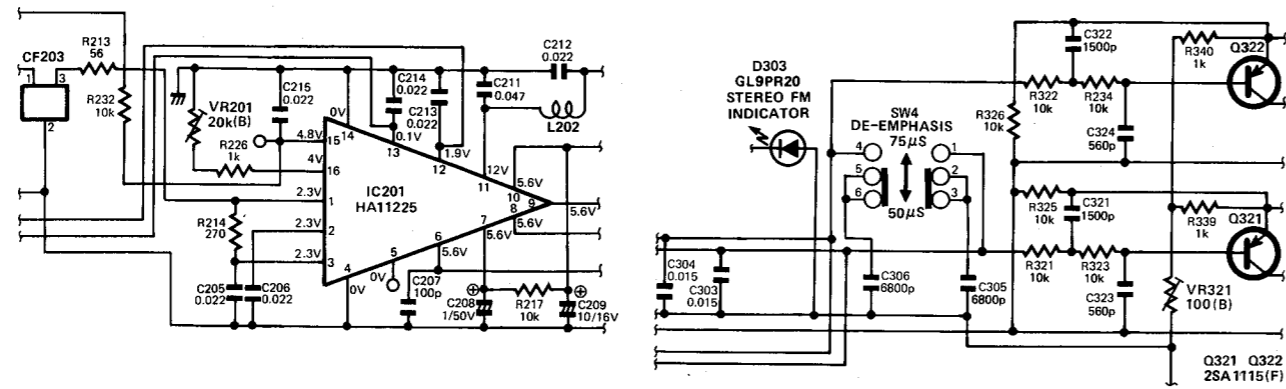 CF203
1
3
2
R213
56
R232
10k
VR201
20k(B)
R226
1k
C215
0.022
C214
0.022
C213
0.022
C211
0.047
C212
0.022
L202
0V
14
4.8V
15
4V
16
0.1V
13
1.9V
12
12V
11
5.6V
10
9
5.6V
8
5.6V
7
5.6V
6
5.6V
5
0V
4
0V
2.3V
1
2.3V
2
2.3V
3
IC201
HA11225
R214
270
C205
0.022
C206
0.022
C207
100p
C208
1/50V
R217
10k
C209
10/16V
D303
GL9PR20
STEREO FM
INDICATOR
SW4
DE-EMPHASIS
75μS
50μS
4
5
6
1
2
3
C304
0.015
C303
0.015
C306
6800p
C305
6800p
C322
1500p
R322
10k
R234
10k
R326
10k
C324
560p
R340
1k
Q322
R325
10k
C321
1500p
R339
1k
Q321
R321
10k
R323
10k
C323
560p
VR321
100(B)
Q321 Q322
2SA1115(F)